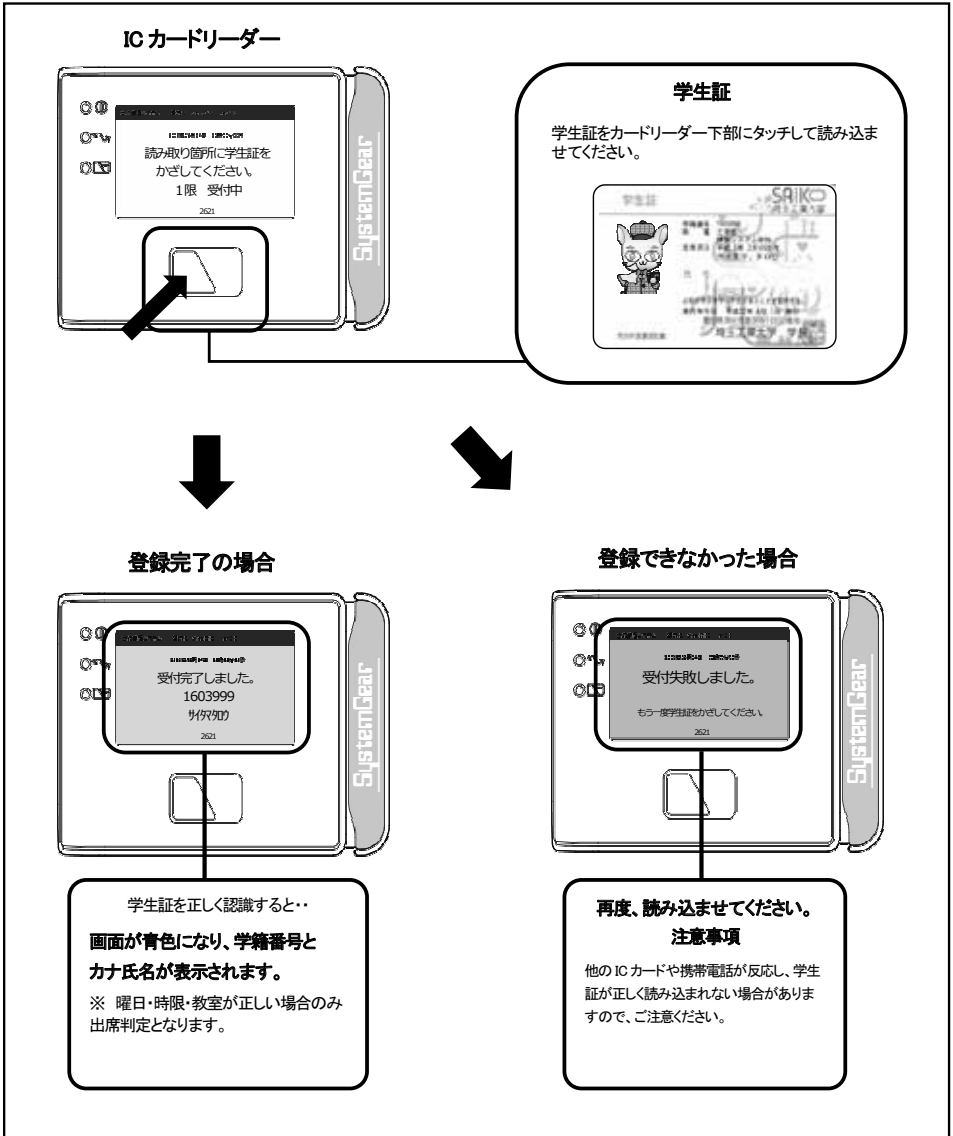 IC カードリーダー
読み取り箇所に学生証を
かざしてください。
1限 受付中
2621
SystemGear
学生証
学生証をカードリーダー下部にタッチして読み込ま
せてください。
学生証
SAIKO
埼玉工業大学
埼玉工業大学 学長
登録完了の場合
受付完了しました。
1603999
サイタマタロウ
2621
SystemGear
学生証を正しく認識すると・・
画面が青色になり、学籍番号と
カナ氏名が表示されます。
※ 曜日・時限・教室が正しい場合のみ
出席判定となります。
登録できなかった場合
受付失敗しました。
もう一度学生証をかざしてください。
2621
SystemGear
再度、読み込ませてください。
注意事項
他の IC カードや携帯電話が反応し、学生
証が正しく読み込まれない場合がありま
すので、ご注意ください。